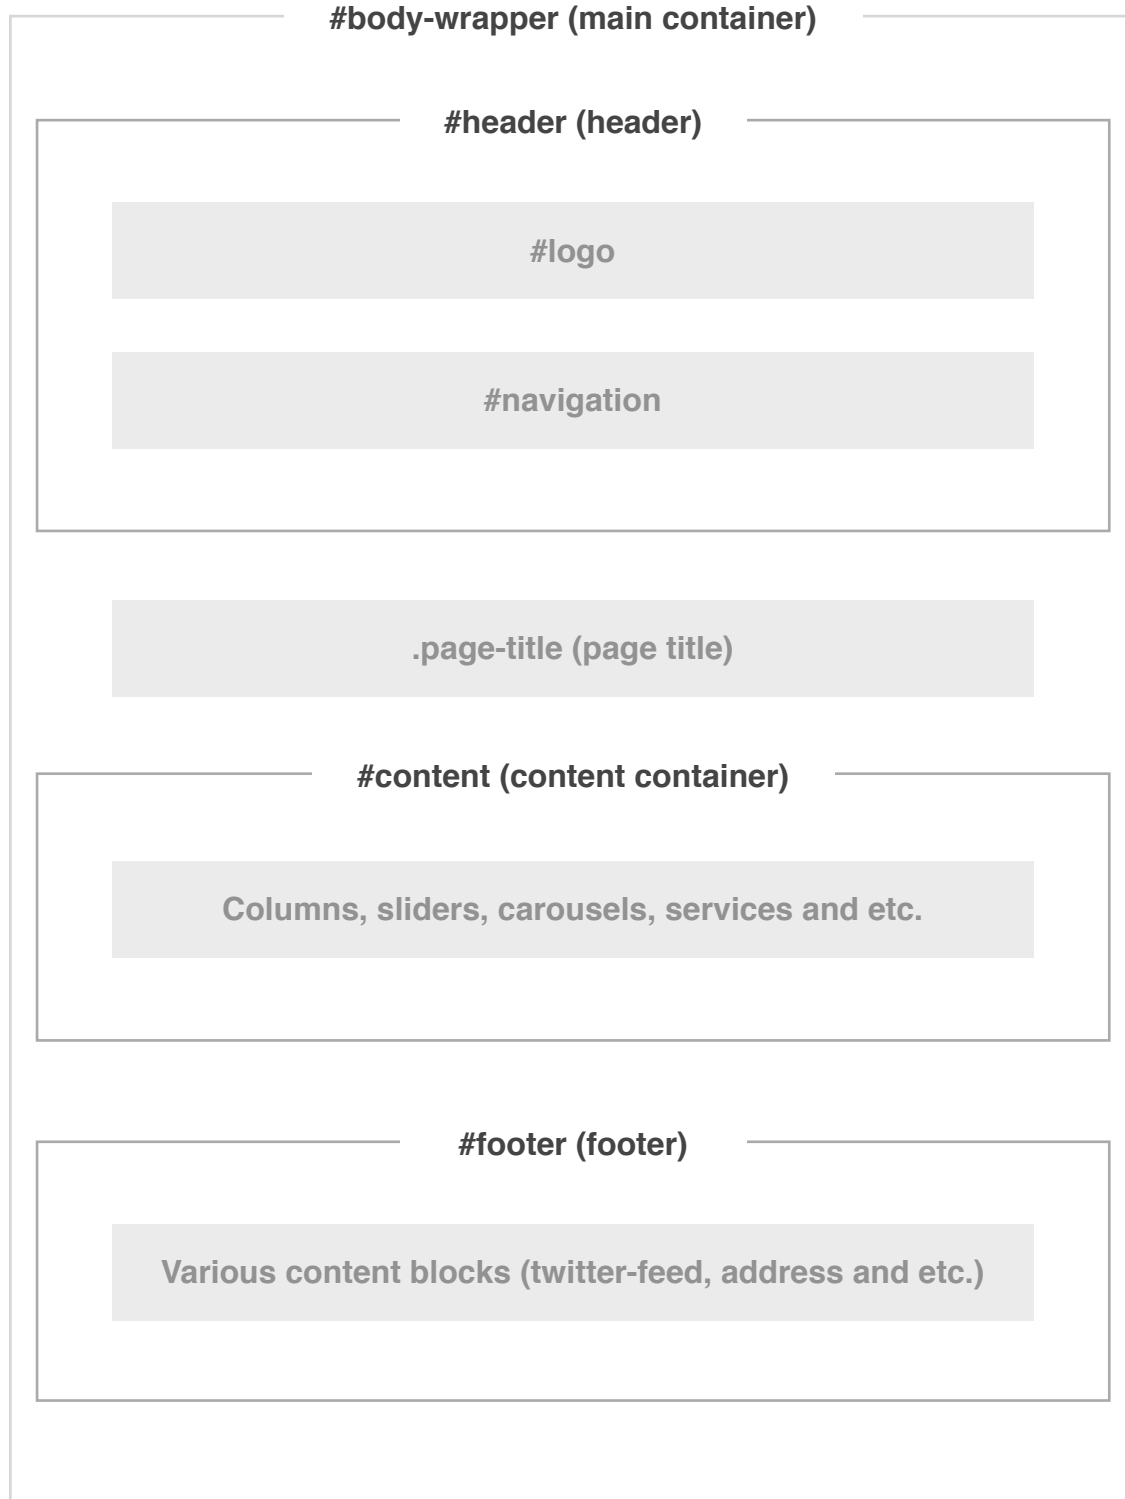 #body-wrapper (main container)
#header (header)
#logo
#navigation
.page-title (page title)
#content (content container)
Columns, sliders, carousels, services and etc.
#footer (footer)
Various content blocks (twitter-feed, address and etc.)